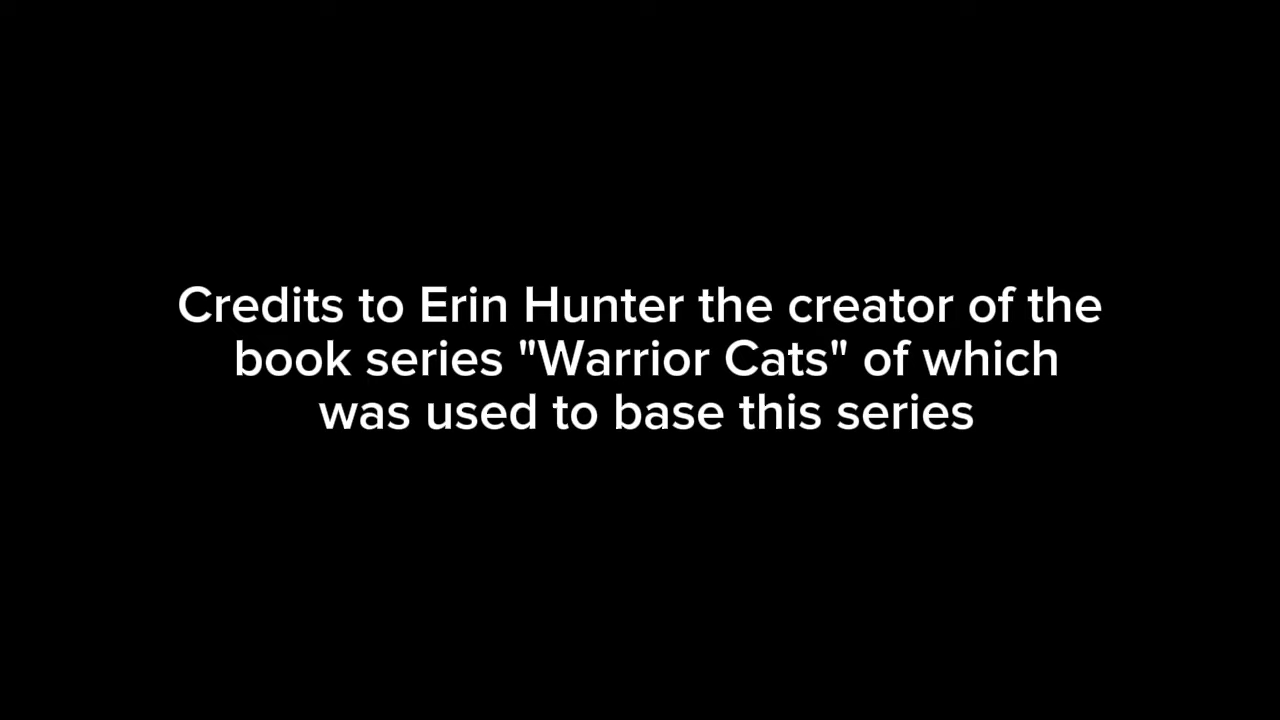 Credits to Erin Hunter the creator of the
book series "Warrior Cats" of which
was used to base this series